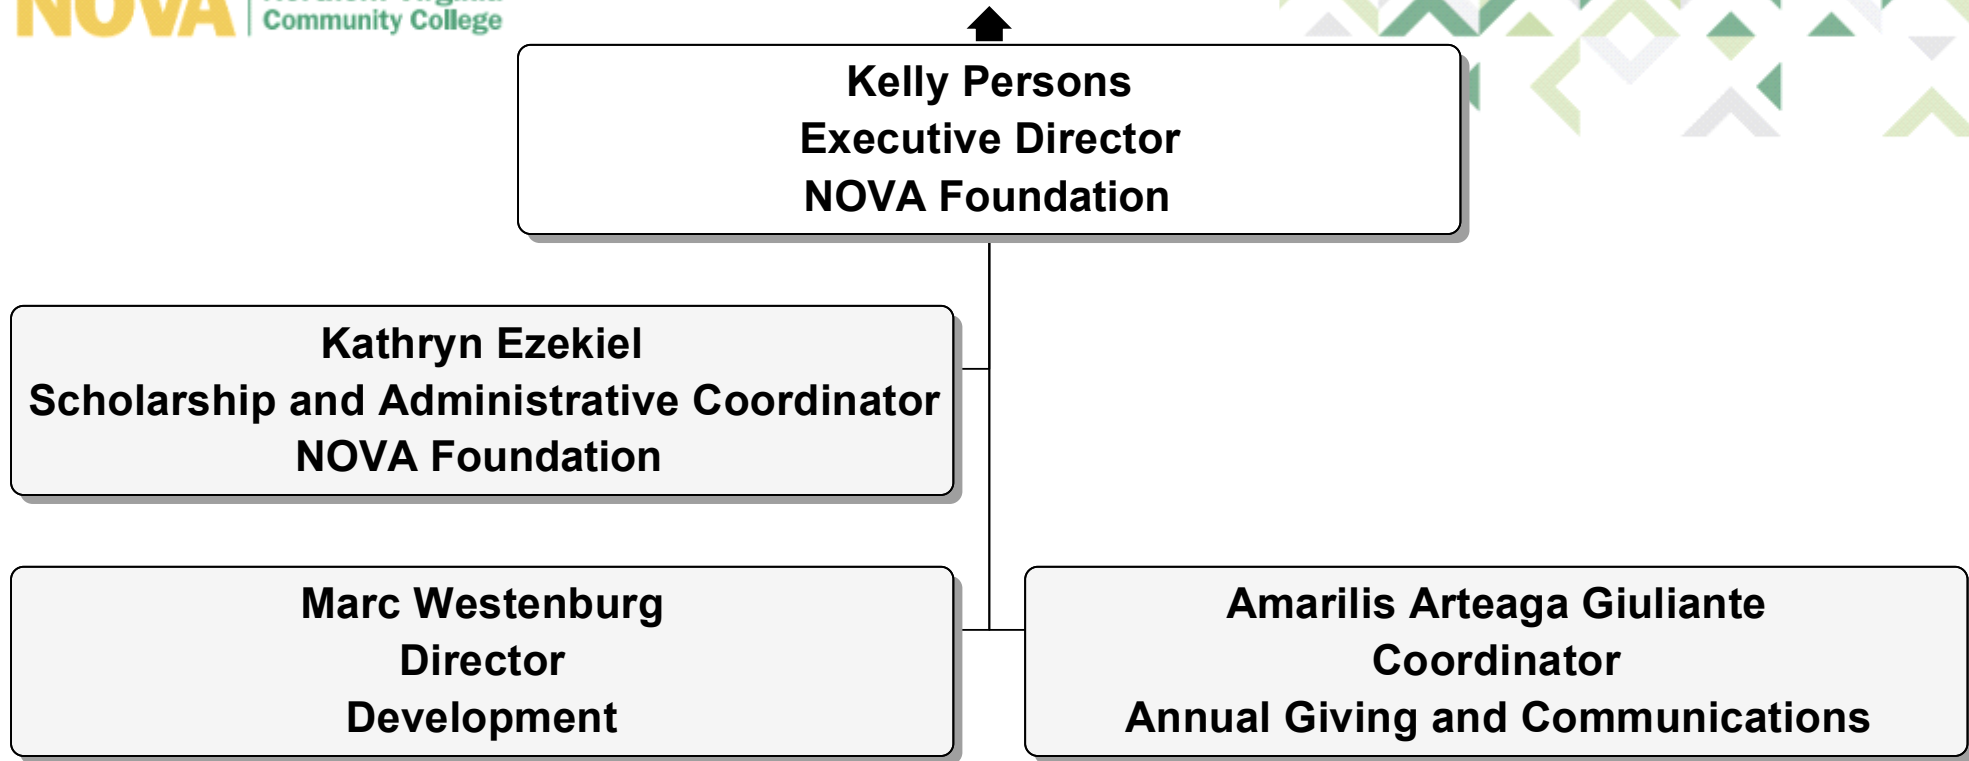 NOVA
Community College
Kelly Persons
Executive Director
NOVA Foundation
Kathryn Ezekiel
Scholarship and Administrative Coordinator
NOVA Foundation
Marc Westenburg
Director
Development
Amarilis Arteaga Giuliante
Coordinator
Annual Giving and Communications